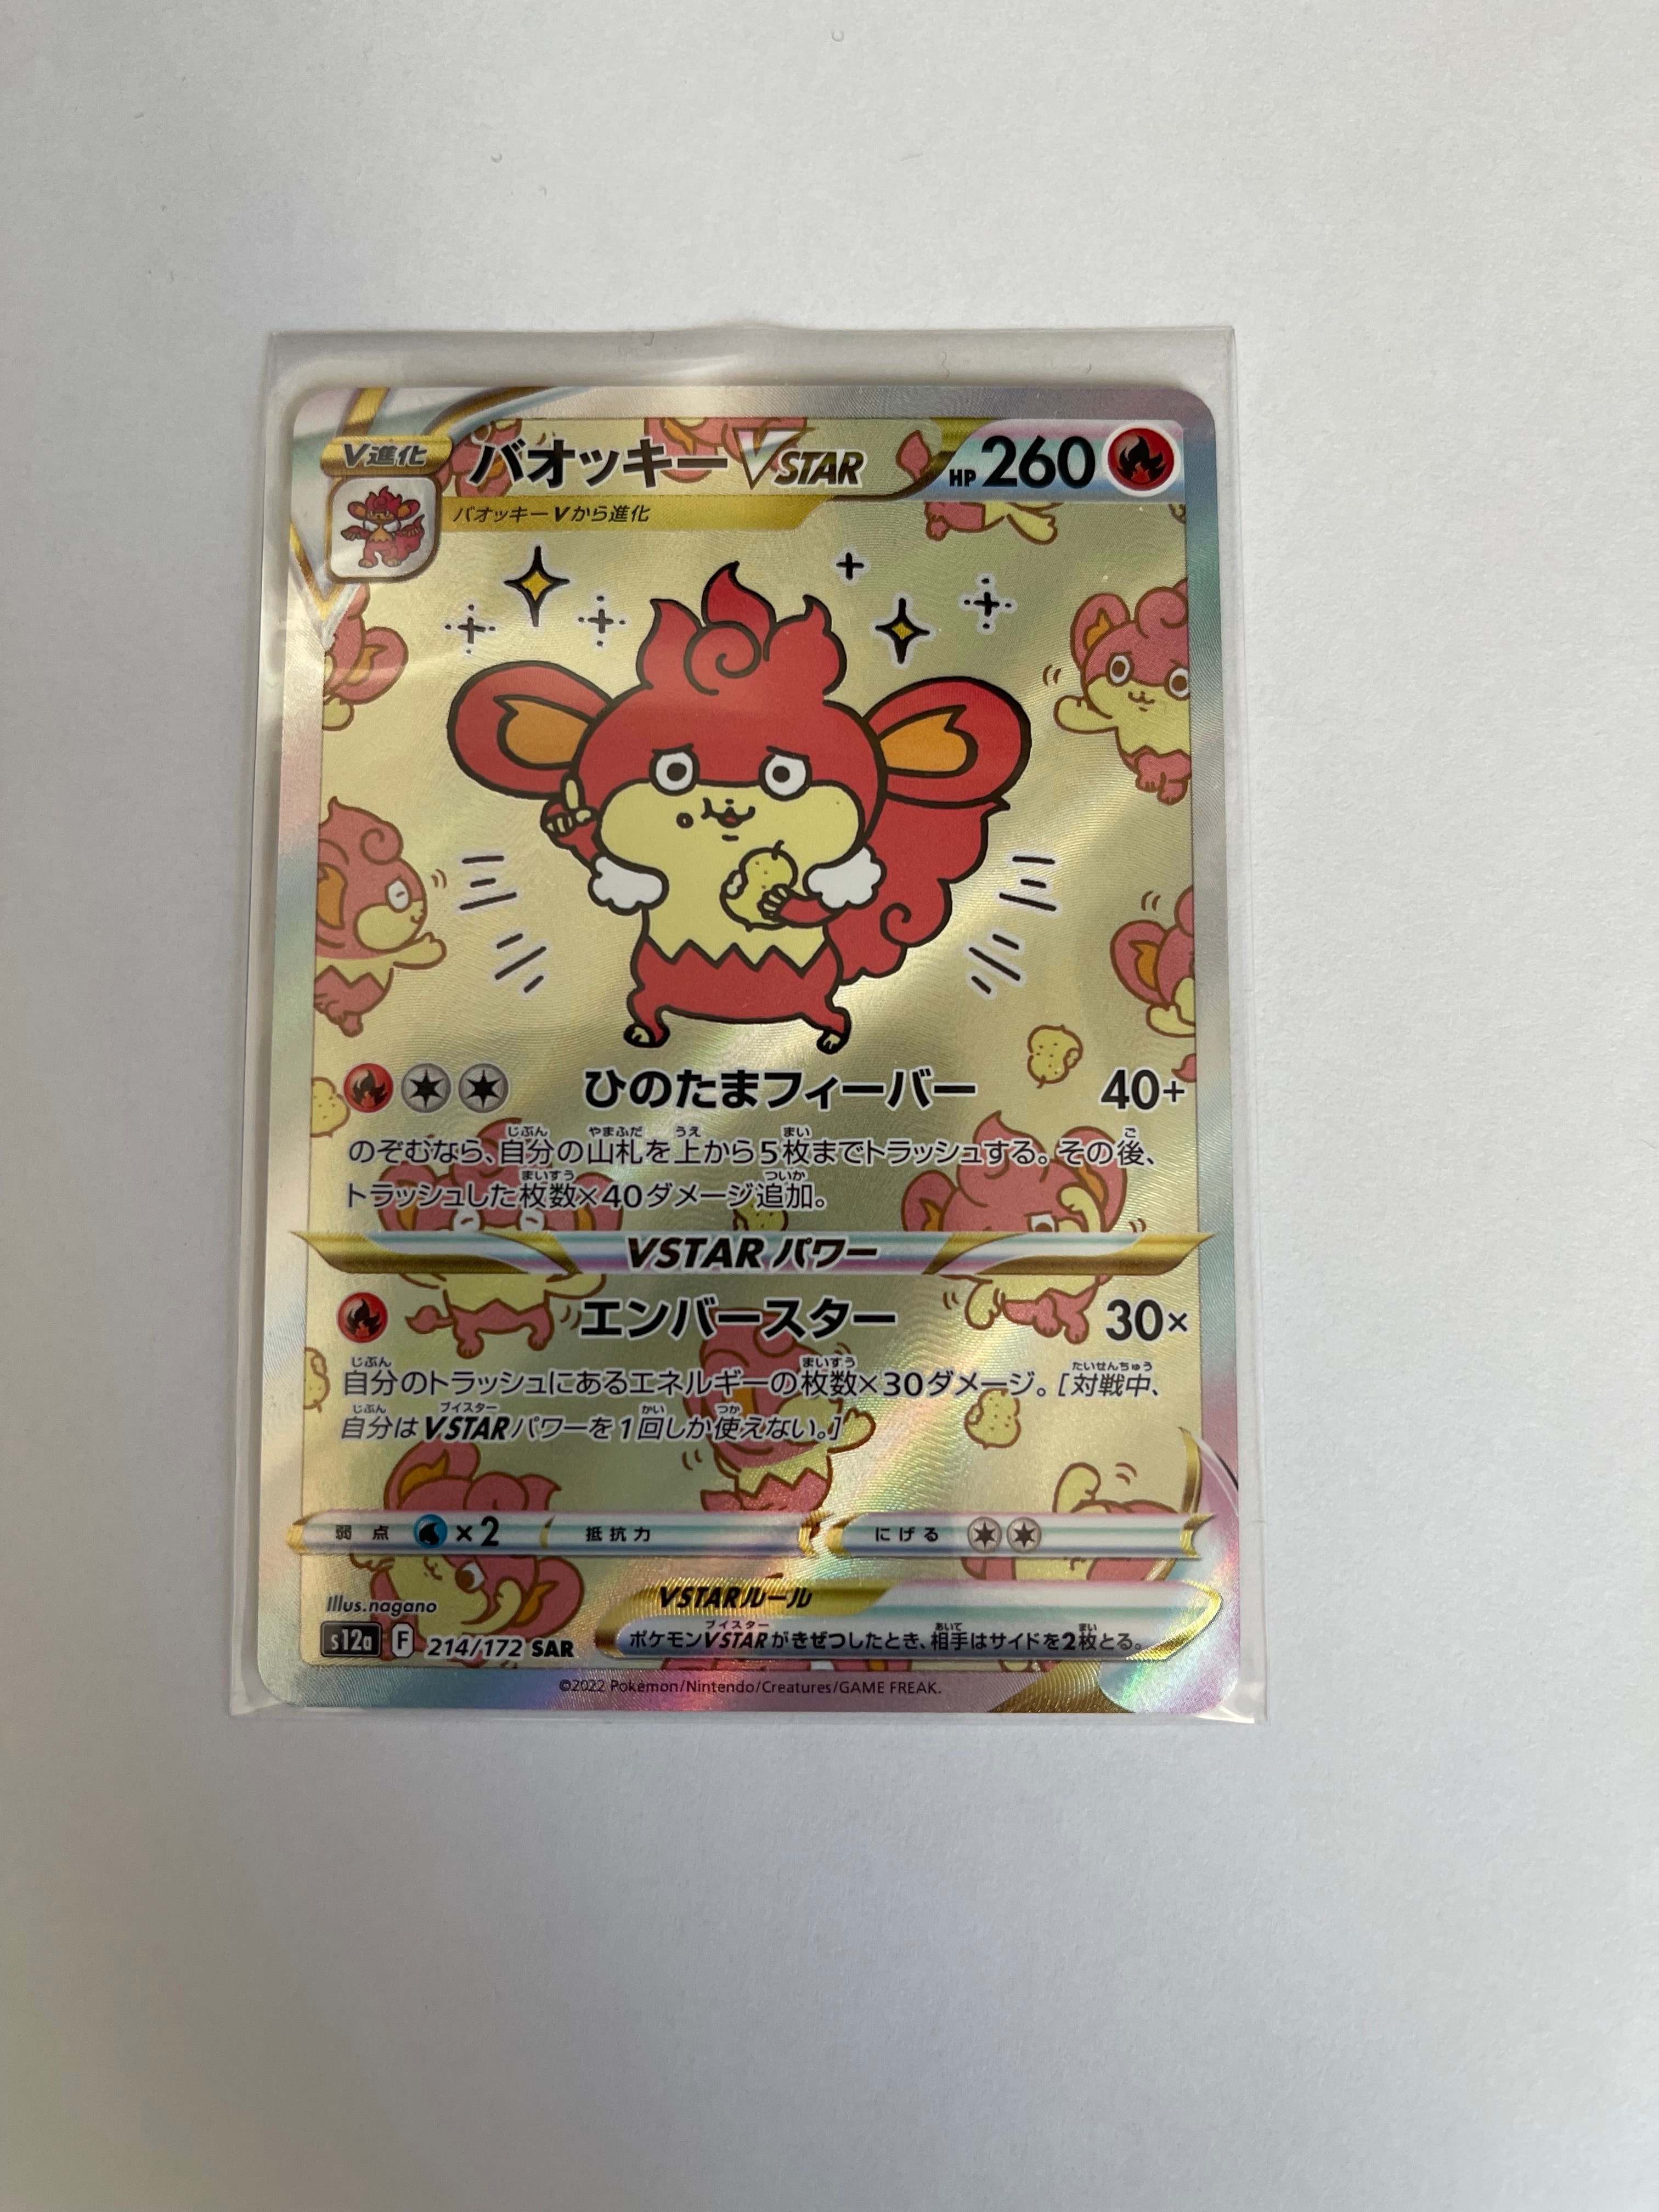 V進化
バオッキーVSTAR
HP 260
バオッキーVから進化
ひのたまフィーバー 40+
のぞむなら、自分の山札を上から5枚までトラッシュする。その後、
トラッシュした枚数×40ダメージ追加。
VSTARパワー
エンバースター 30×
自分のトラッシュにあるエネルギーの枚数×30ダメージ。[対戦中、
自分はVSTARパワーを1回しか使えない。]
弱点 ×2 抵抗力 にげる
Illus.nagano
VSTARルール
ポケモンVSTARがきぜつしたとき、相手はサイドを2枚とる。
s12a F 214/172 SAR
©2022 Pokémon/Nintendo/Creatures/GAME FREAK.